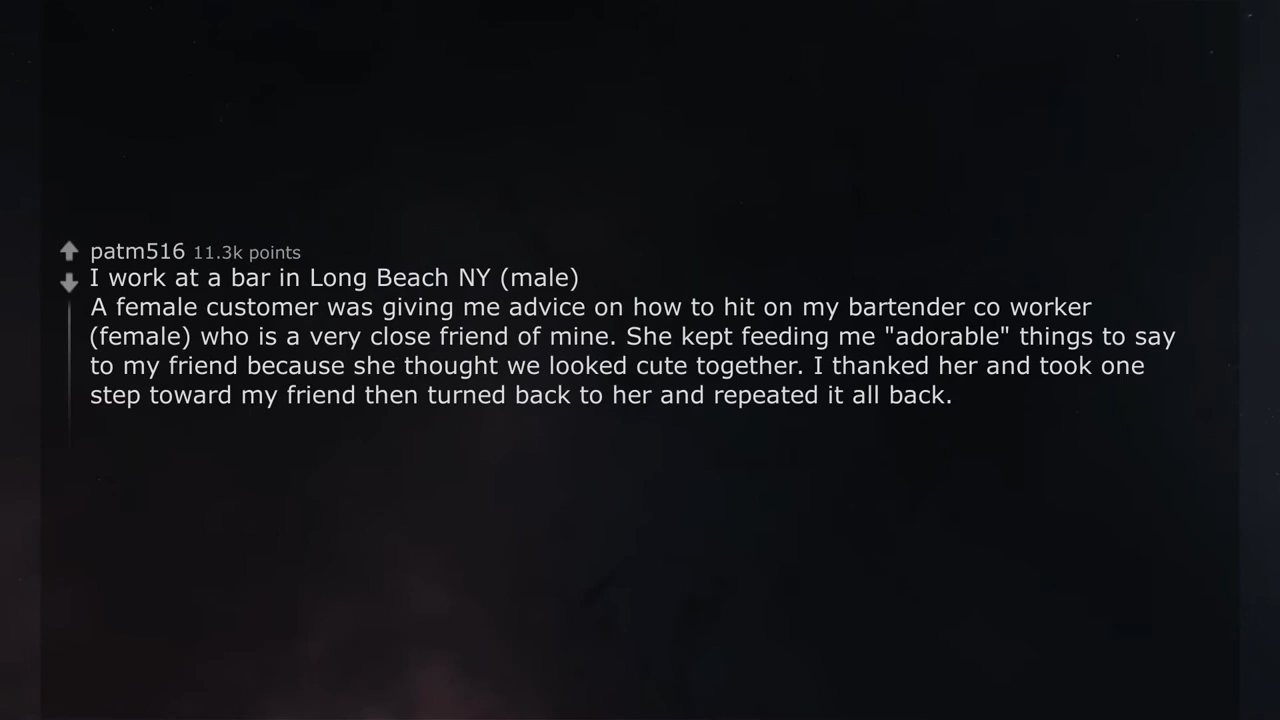 patm516 11.3k points
I work at a bar in Long Beach NY (male)
A female customer was giving me advice on how to hit on my bartender co worker
(female) who is a very close friend of mine. She kept feeding me "adorable" things to say
to my friend because she thought we looked cute together. I thanked her and took one
step toward my friend then turned back to her and repeated it all back.